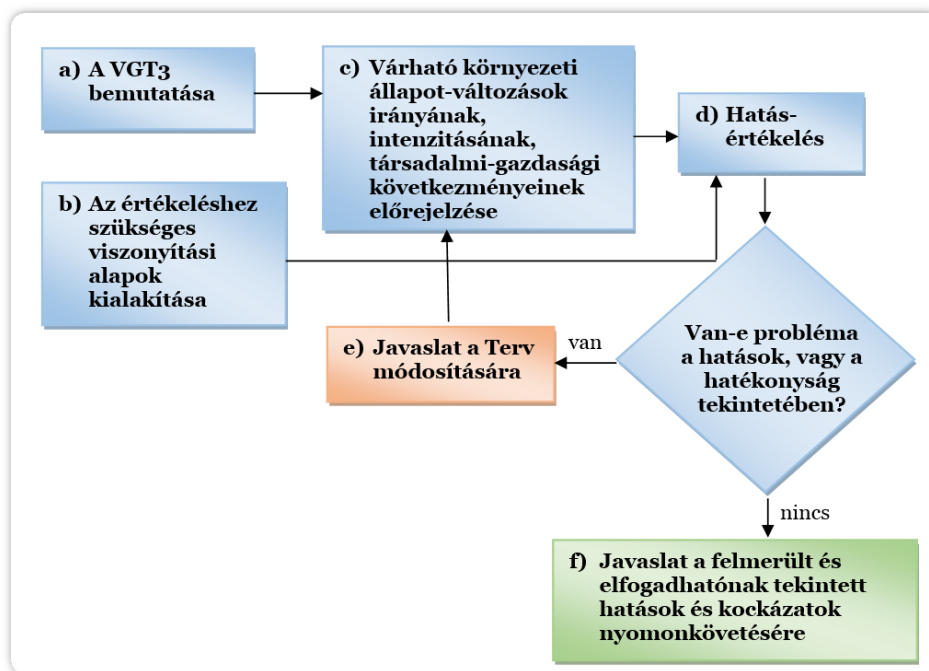 a) A VGT3
bemutatása
c) Várható környezeti
állapot-változások
irányának,
intenzitásának,
társadalmi-gazdasági
következményeinek
előrejelzése
d) Hatás-
értékelés
b) Az értékeléshez
szükséges
viszonyítási
alapok
kialakítása
Van-e probléma
a hatások, vagy a
hatékonyság
tekintetében?
van
e) Javaslat a Terv
módosítására
nincs
f) Javaslat a felmerült és
elfogadhatónak tekintett
hatások és kockázatok
nyomonkövetésére